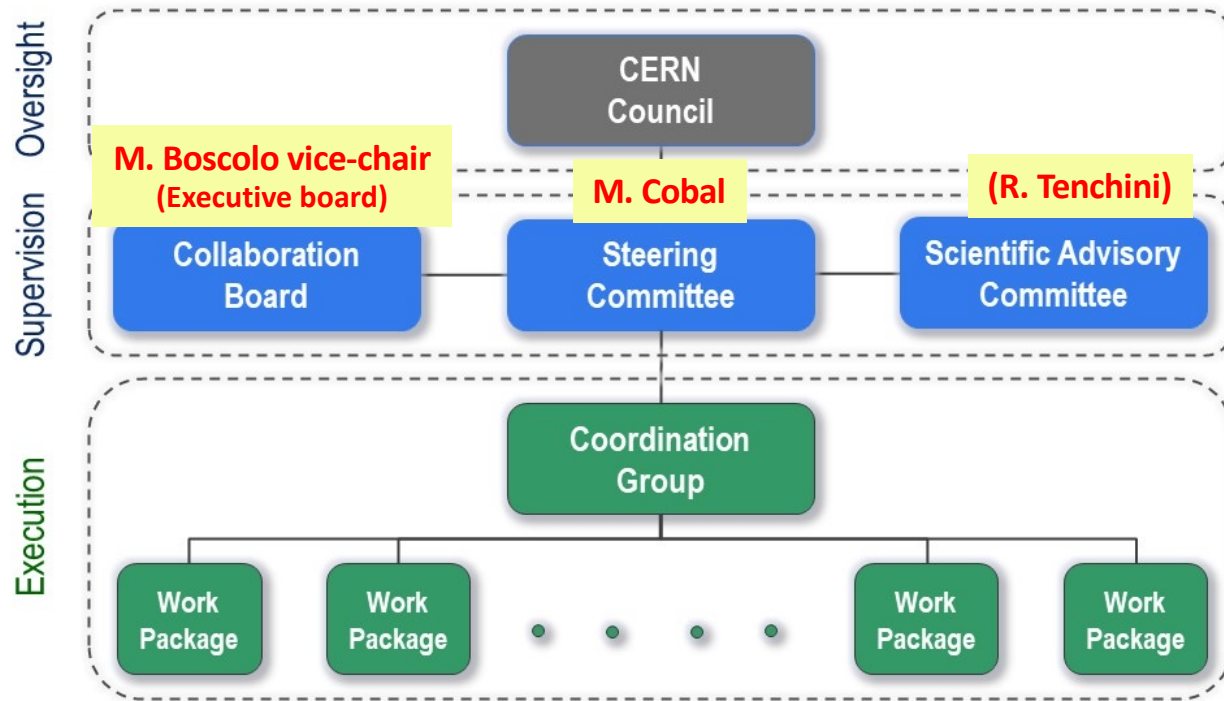 Oversight
CERN
Council
M. Boscolo vice-chair
(Executive board)
M. Cobal
(R. Tenchini)
Supervision
Collaboration
Board
Steering
Committee
Scientific Advisory
Committee
Execution
Coordination
Group
Work
Package
Work
Package
Work
Package
Work
Package